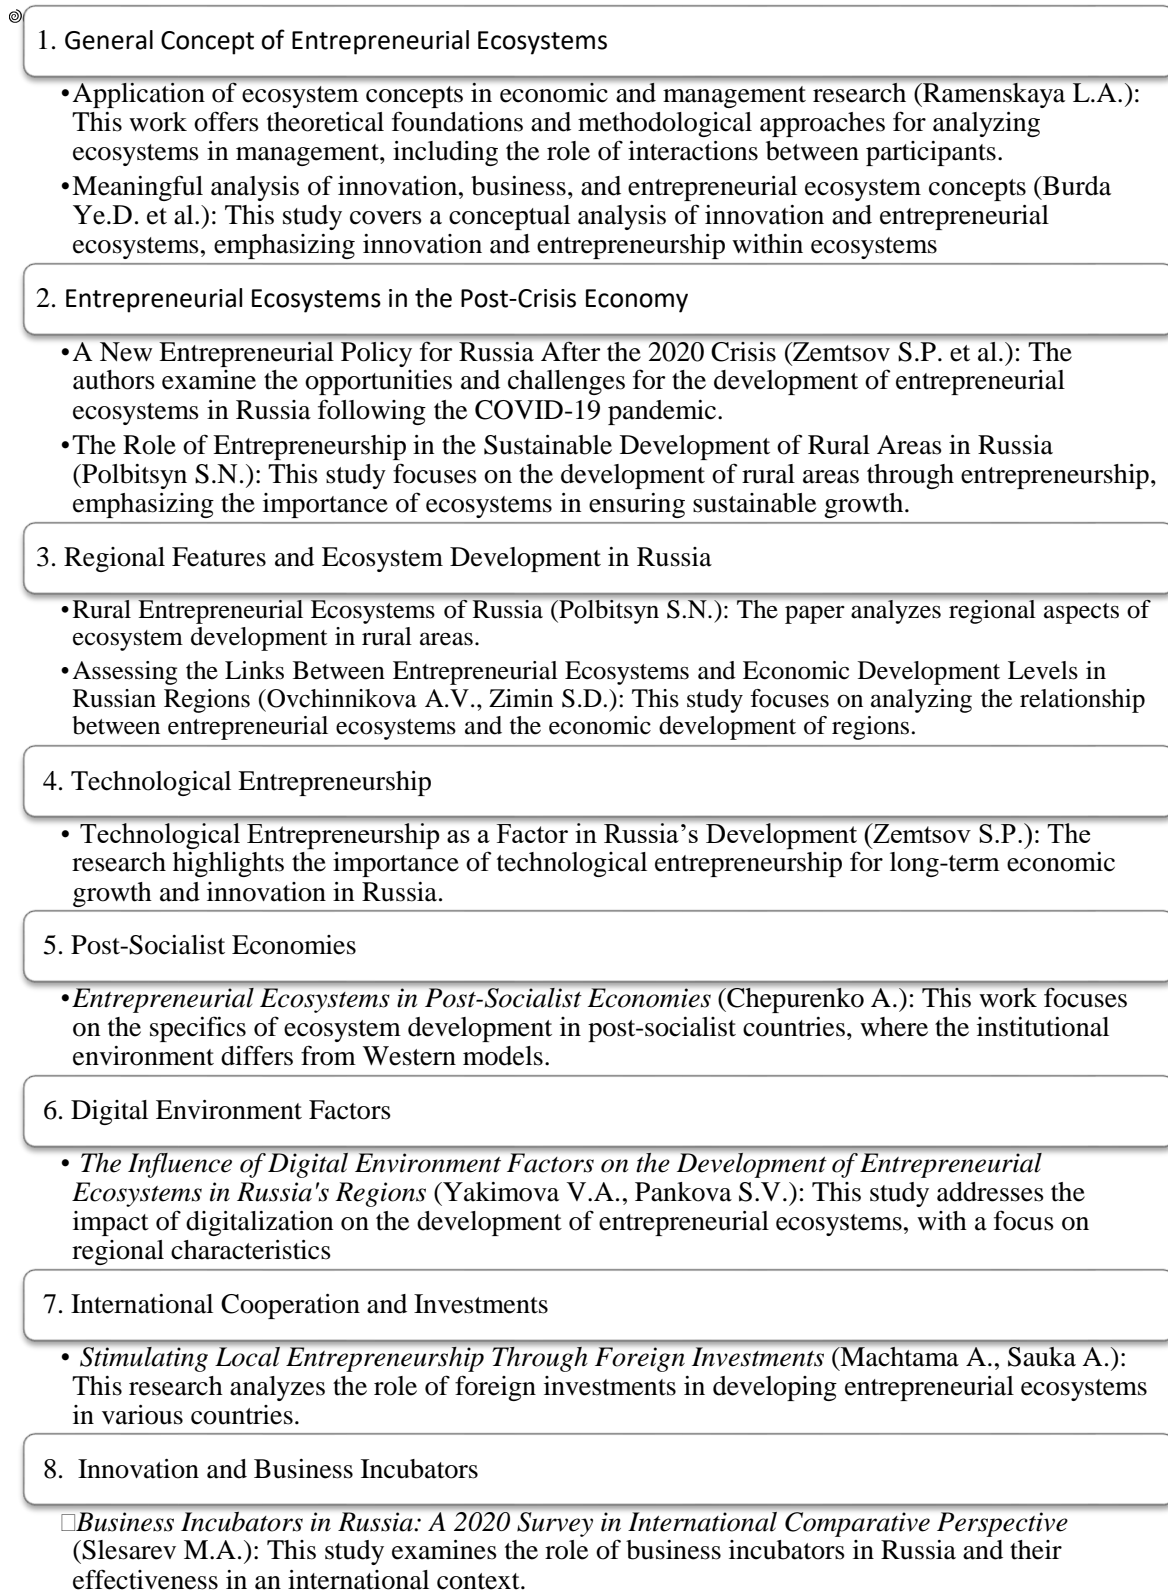 1. General Concept of Entrepreneurial Ecosystems
•Application of ecosystem concepts in economic and management research (Ramenskaya L.A.):
This work offers theoretical foundations and methodological approaches for analyzing
ecosystems in management, including the role of interactions between participants.
•Meaningful analysis of innovation, business, and entrepreneurial ecosystem concepts (Burda
Ye.D. et al.): This study covers a conceptual analysis of innovation and entrepreneurial
ecosystems, emphasizing innovation and entrepreneurship within ecosystems
2. Entrepreneurial Ecosystems in the Post-Crisis Economy
•A New Entrepreneurial Policy for Russia After the 2020 Crisis (Zemtsov S.P. et al.): The
authors examine the opportunities and challenges for the development of entrepreneurial
ecosystems in Russia following the COVID-19 pandemic.
•The Role of Entrepreneurship in the Sustainable Development of Rural Areas in Russia
(Polbitsyn S.N.): This study focuses on the development of rural areas through entrepreneurship,
emphasizing the importance of ecosystems in ensuring sustainable growth.
3. Regional Features and Ecosystem Development in Russia
•Rural Entrepreneurial Ecosystems of Russia (Polbitsyn S.N.): The paper analyzes regional aspects of
ecosystem development in rural areas.
•Assessing the Links Between Entrepreneurial Ecosystems and Economic Development Levels in
Russian Regions (Ovchinnikova A.V., Zimin S.D.): This study focuses on analyzing the relationship
between entrepreneurial ecosystems and the economic development of regions.
4. Technological Entrepreneurship
• Technological Entrepreneurship as a Factor in Russia’s Development (Zemtsov S.P.): The
research highlights the importance of technological entrepreneurship for long-term economic
growth and innovation in Russia.
5. Post-Socialist Economies
•Entrepreneurial Ecosystems in Post-Socialist Economies (Chepurenko A.): This work focuses
on the specifics of ecosystem development in post-socialist countries, where the institutional
environment differs from Western models.
6. Digital Environment Factors
• The Influence of Digital Environment Factors on the Development of Entrepreneurial
Ecosystems in Russia's Regions (Yakimova V.A., Pankova S.V.): This study addresses the
impact of digitalization on the development of entrepreneurial ecosystems, with a focus on
regional characteristics
7. International Cooperation and Investments
• Stimulating Local Entrepreneurship Through Foreign Investments (Machtama A., Sauka A.):
This research analyzes the role of foreign investments in developing entrepreneurial ecosystems
in various countries.
8. Innovation and Business Incubators
□Business Incubators in Russia: A 2020 Survey in International Comparative Perspective
(Slesarev M.A.): This study examines the role of business incubators in Russia and their
effectiveness in an international context.